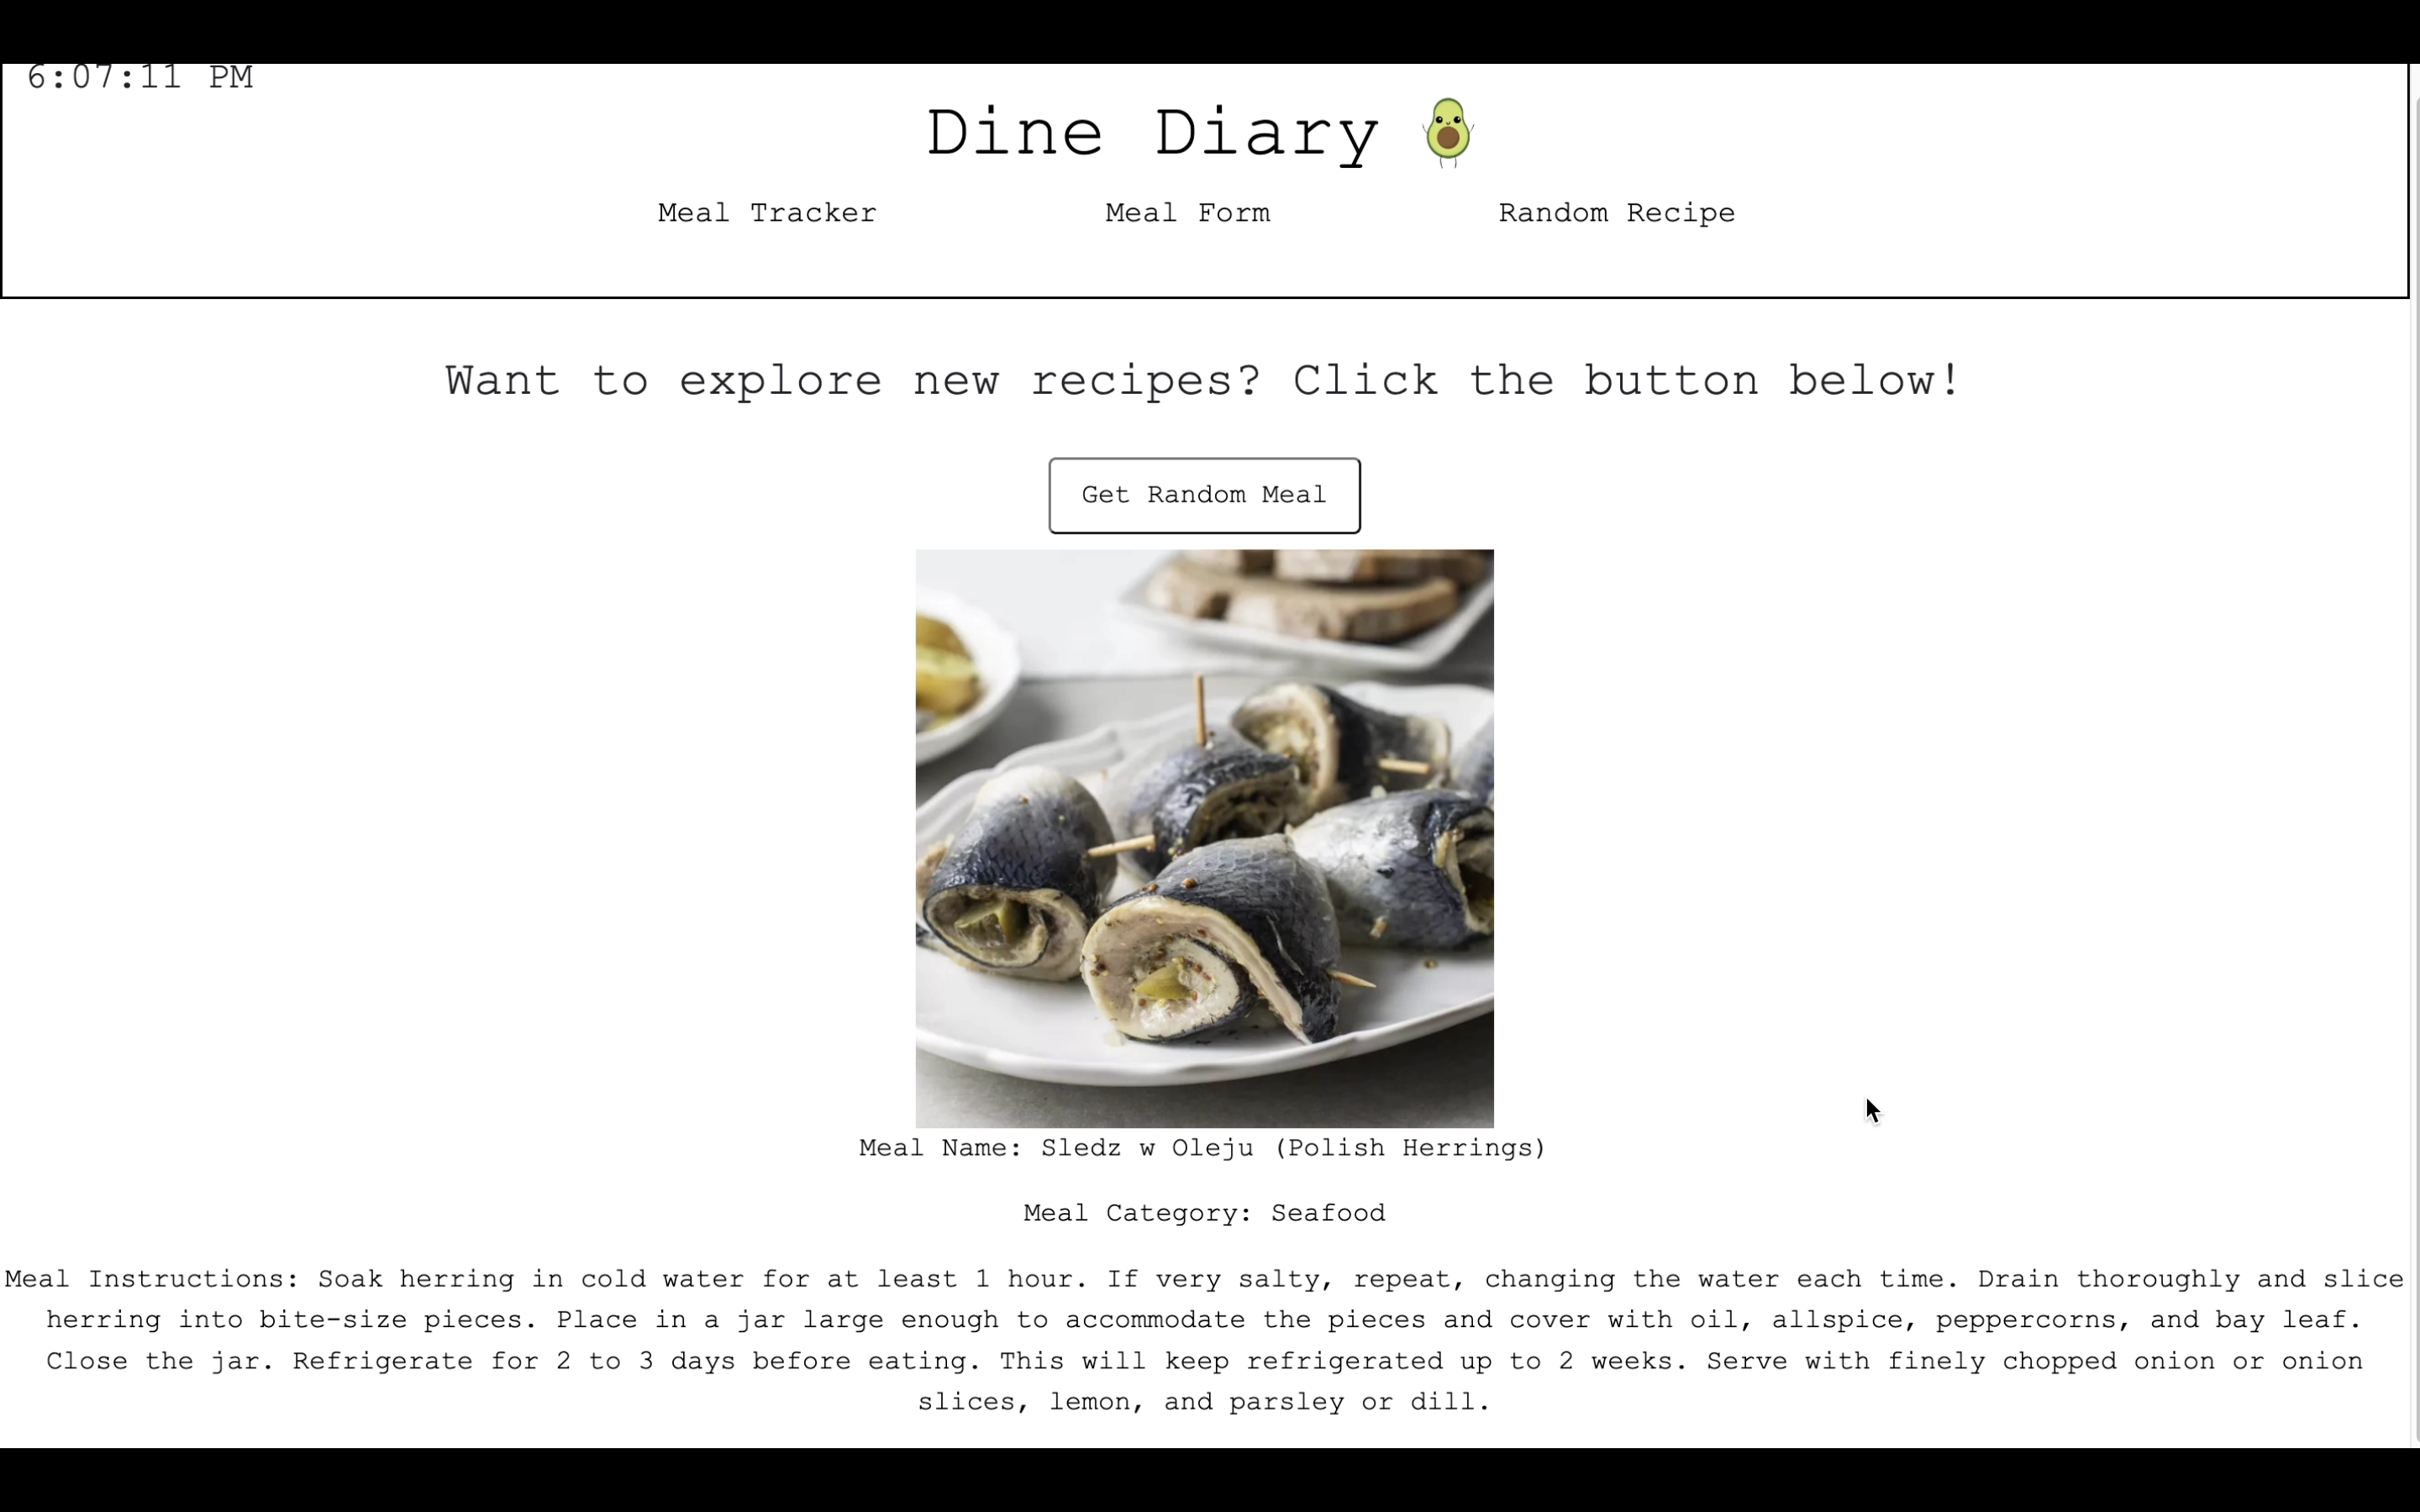 6:07:11 PM
Dine Diary
Meal Tracker
Meal Form
Random Recipe
Want to explore new recipes? Click the button below!
Get Random Meal
Meal Name: Sledz w Oleju (Polish Herrings)
Meal Category: Seafood
Meal Instructions: Soak herring in cold water for at least 1 hour. If very salty, repeat, changing the water each time. Drain thoroughly and slice
herring into bite-size pieces. Place in a jar large enough to accommodate the pieces and cover with oil, allspice, peppercorns, and bay leaf.
Close the jar. Refrigerate for 2 to 3 days before eating. This will keep refrigerated up to 2 weeks. Serve with finely chopped onion or onion
slices, lemon, and parsley or dill.